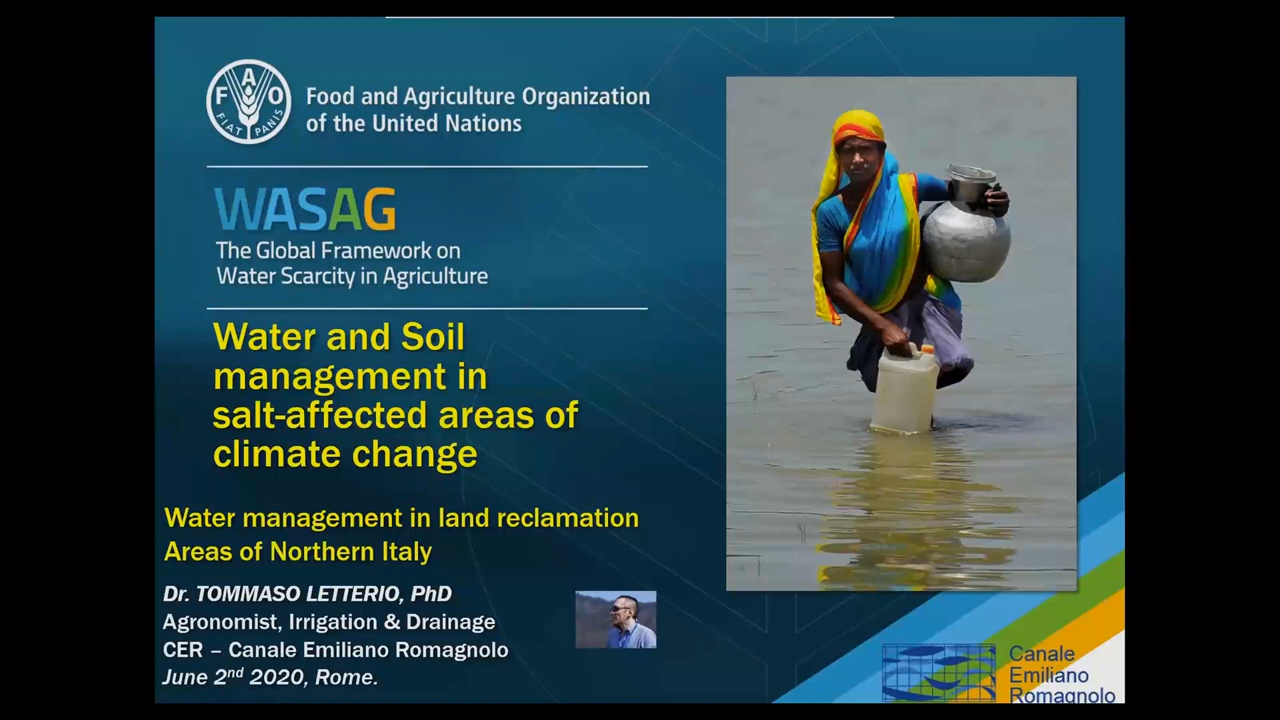 FAO
FIAT PANIS
Food and Agriculture Organization
of the United Nations
WASAG
The Global Framework on
Water Scarcity in Agriculture
Water and Soil
management in
salt-affected areas of
climate change
Water management in land reclamation
Areas of Northern Italy
Dr. TOMMASO LETTERIO, PhD
Agronomist, Irrigation & Drainage
CER – Canale Emiliano Romagnolo
June 2nd 2020, Rome.
Canale
Emiliano
Romagnolo